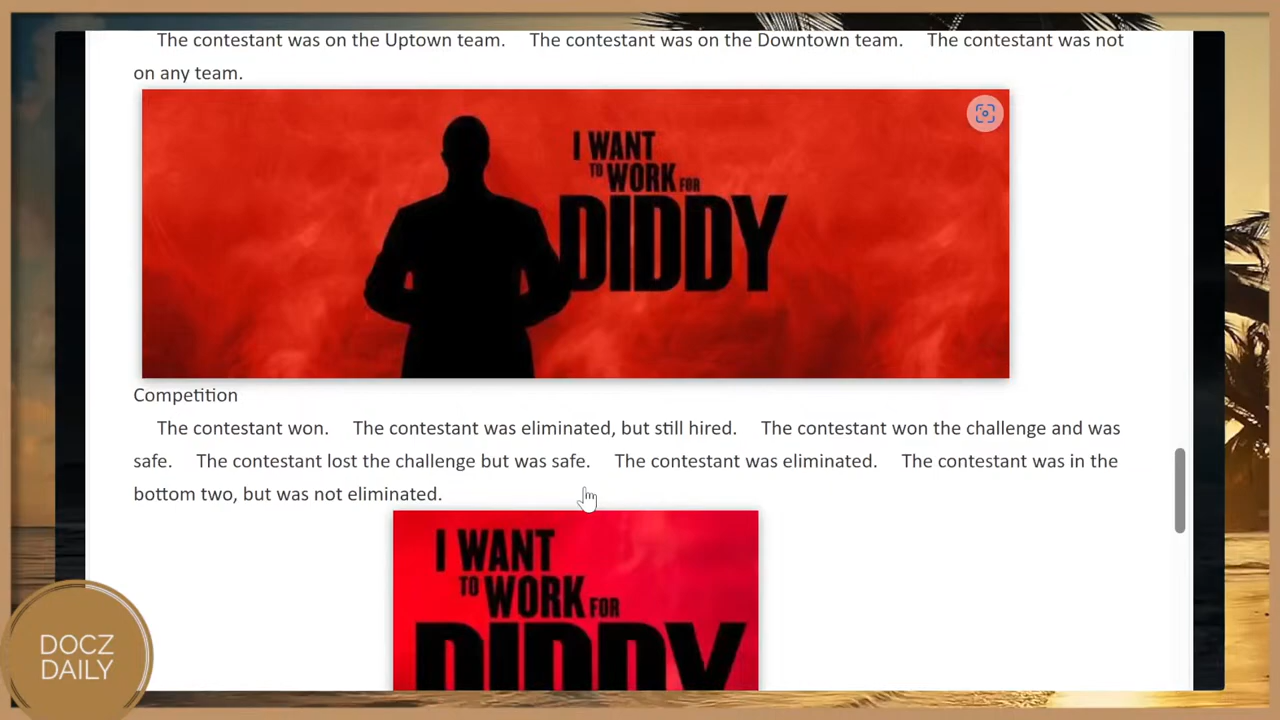 The contestant was on the Uptown team. The contestant was on the Downtown team. The contestant was not
on any team.
I WANT
TO WORK FOR
DIDDY
Competition
The contestant won. The contestant was eliminated, but still hired. The contestant won the challenge and was
safe. The contestant lost the challenge but was safe. The contestant was eliminated. The contestant was in the
bottom two, but was not eliminated.
I WANT
TO WORK FOR
DIDDY
DOCZ
DAILY